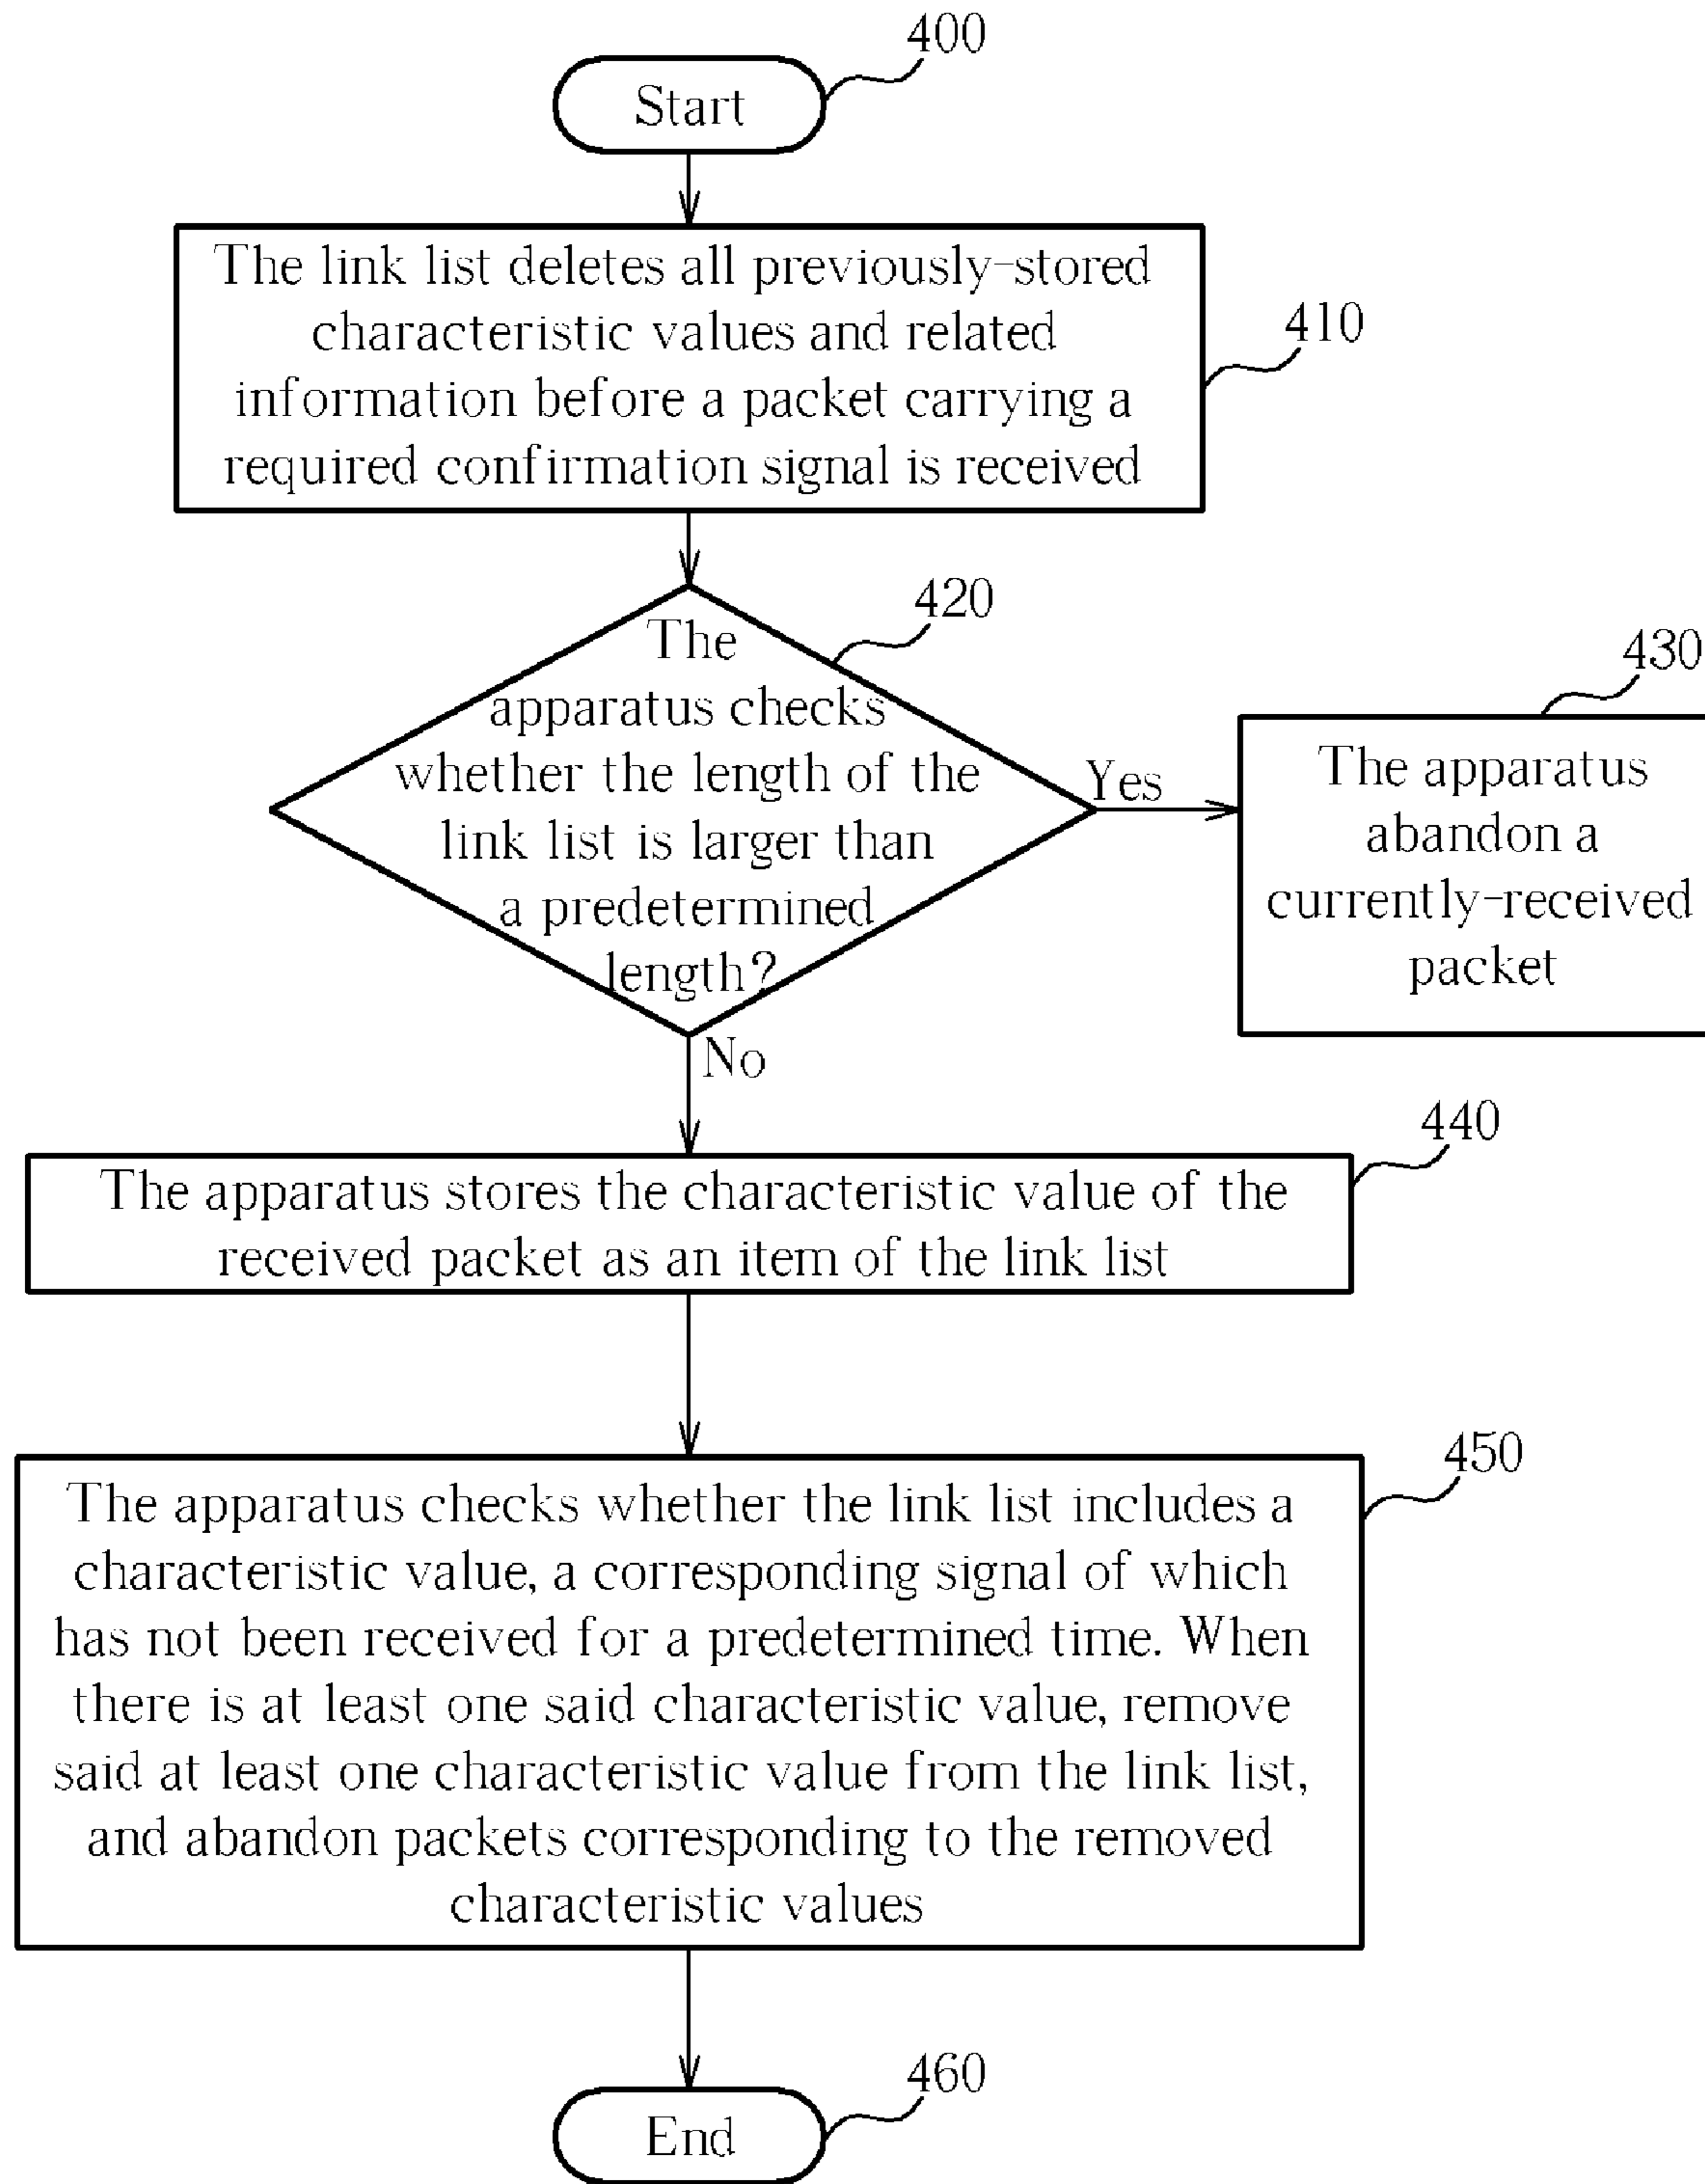 400
Start
The link list deletes all previously-stored
characteristic values and related
information before a packet carrying a
required confirmation signal is received
410
420
The
apparatus checks
whether the length of the
link list is larger than
a predetermined
length?
Yes
430
The apparatus
abandon a
currently-received
packet
No
440
The apparatus stores the characteristic value of the
received packet as an item of the link list
450
The apparatus checks whether the link list includes a
characteristic value, a corresponding signal of which
has not been received for a predetermined time. When
there is at least one said characteristic value, remove
said at least one characteristic value from the link list,
and abandon packets corresponding to the removed
characteristic values
460
End